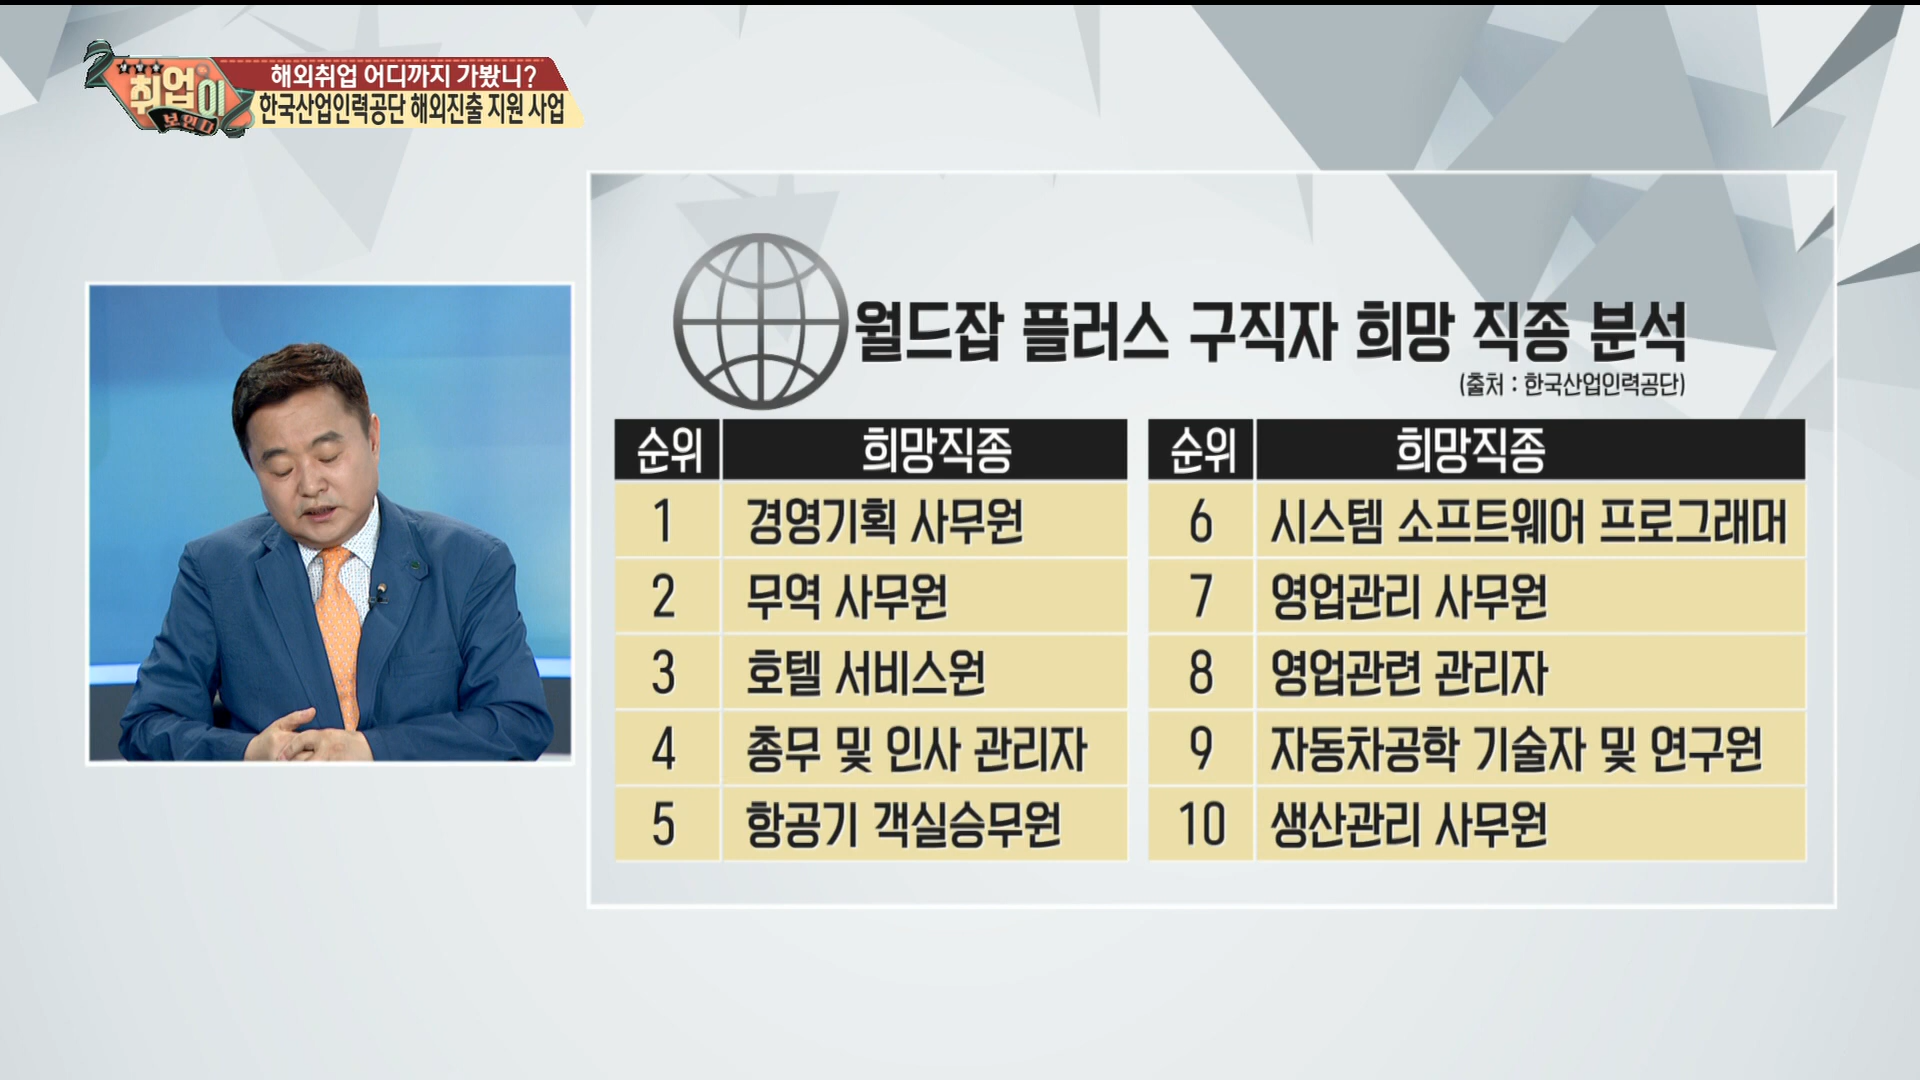 취업이
보인다
해외취업 어디까지 가봤니?
한국산업인력공단 해외진출 지원 사업
월드잡 플러스 구직자 희망 직종 분석
(출처 : 한국산업인력공단)
순위 희망직종
1 경영기획 사무원
2 무역 사무원
3 호텔 서비스원
4 총무 및 인사 관리자
5 항공기 객실승무원
순위 희망직종
6 시스템 소프트웨어 프로그래머
7 영업관리 사무원
8 영업관련 관리자
9 자동차공학 기술자 및 연구원
10 생산관리 사무원